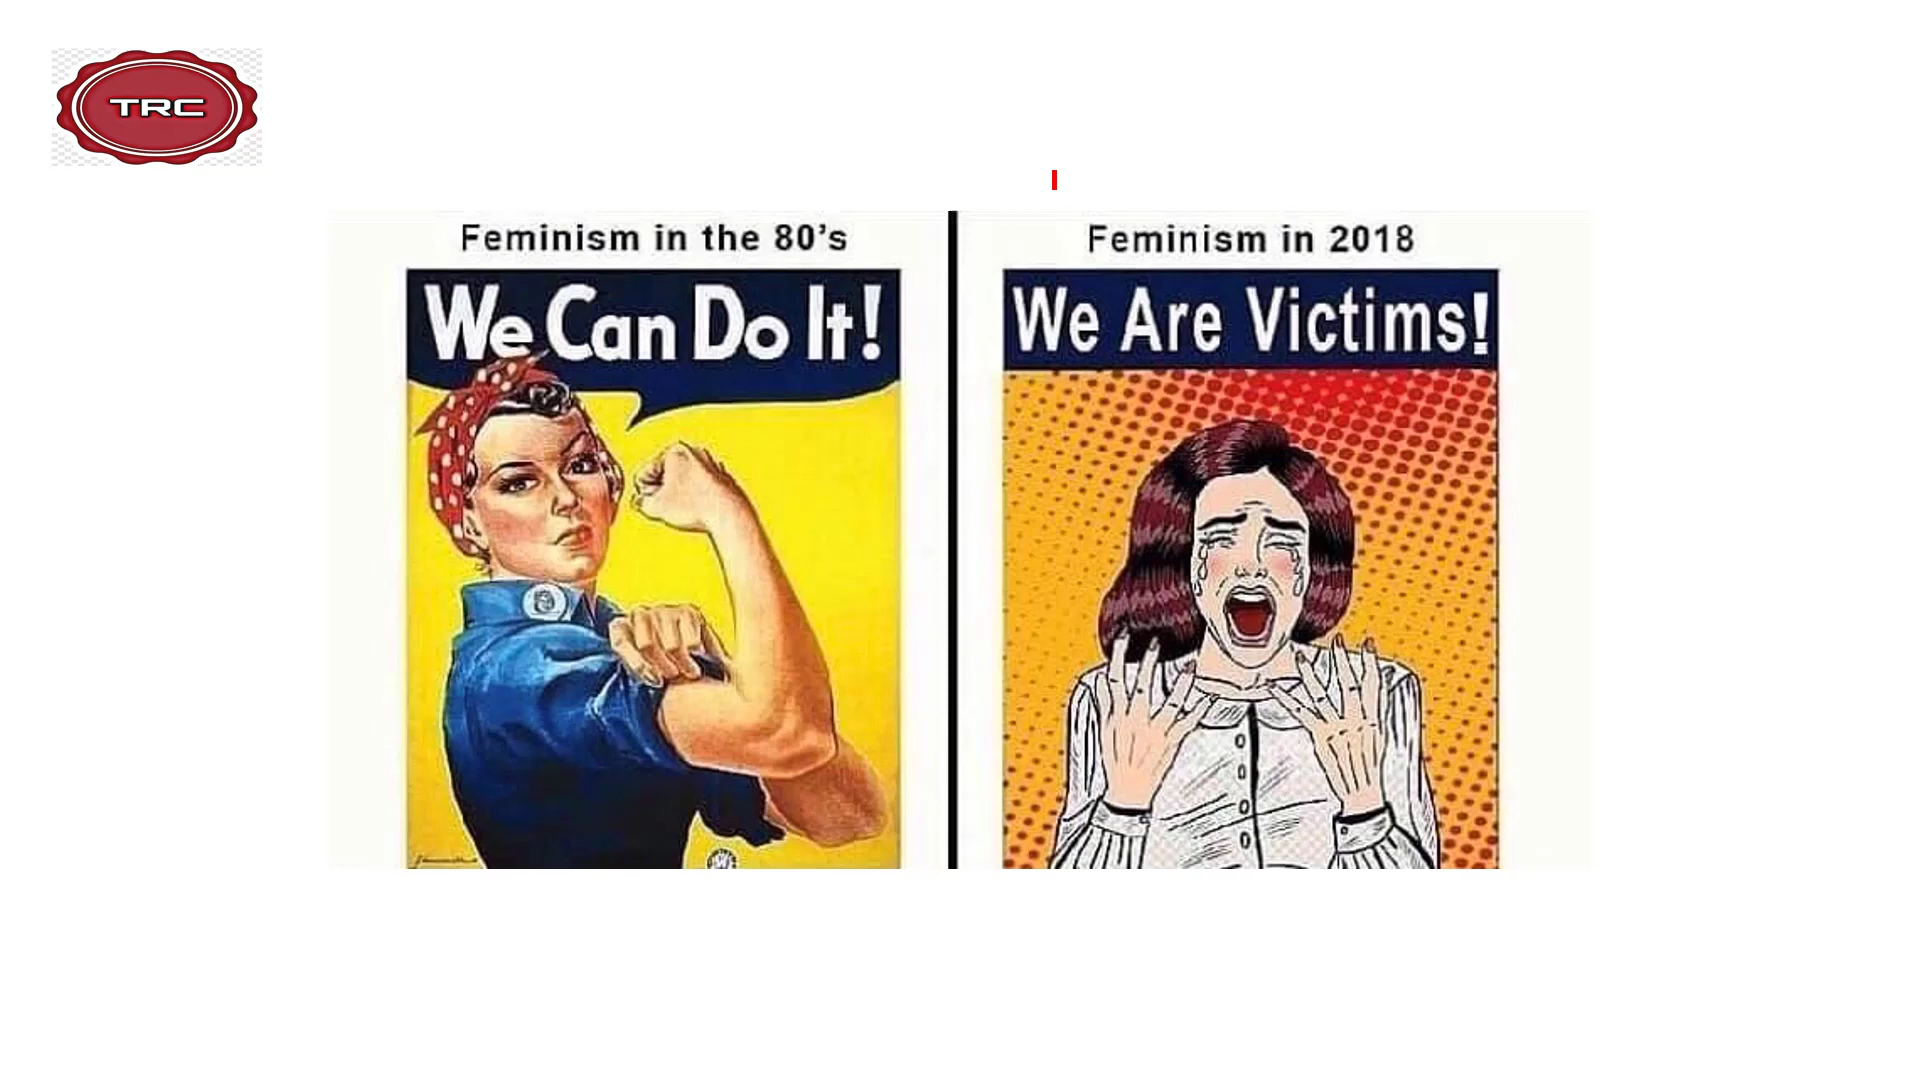 TRC
Feminism in the 80's
We Can Do It!
Feminism in 2018
We Are Victims!